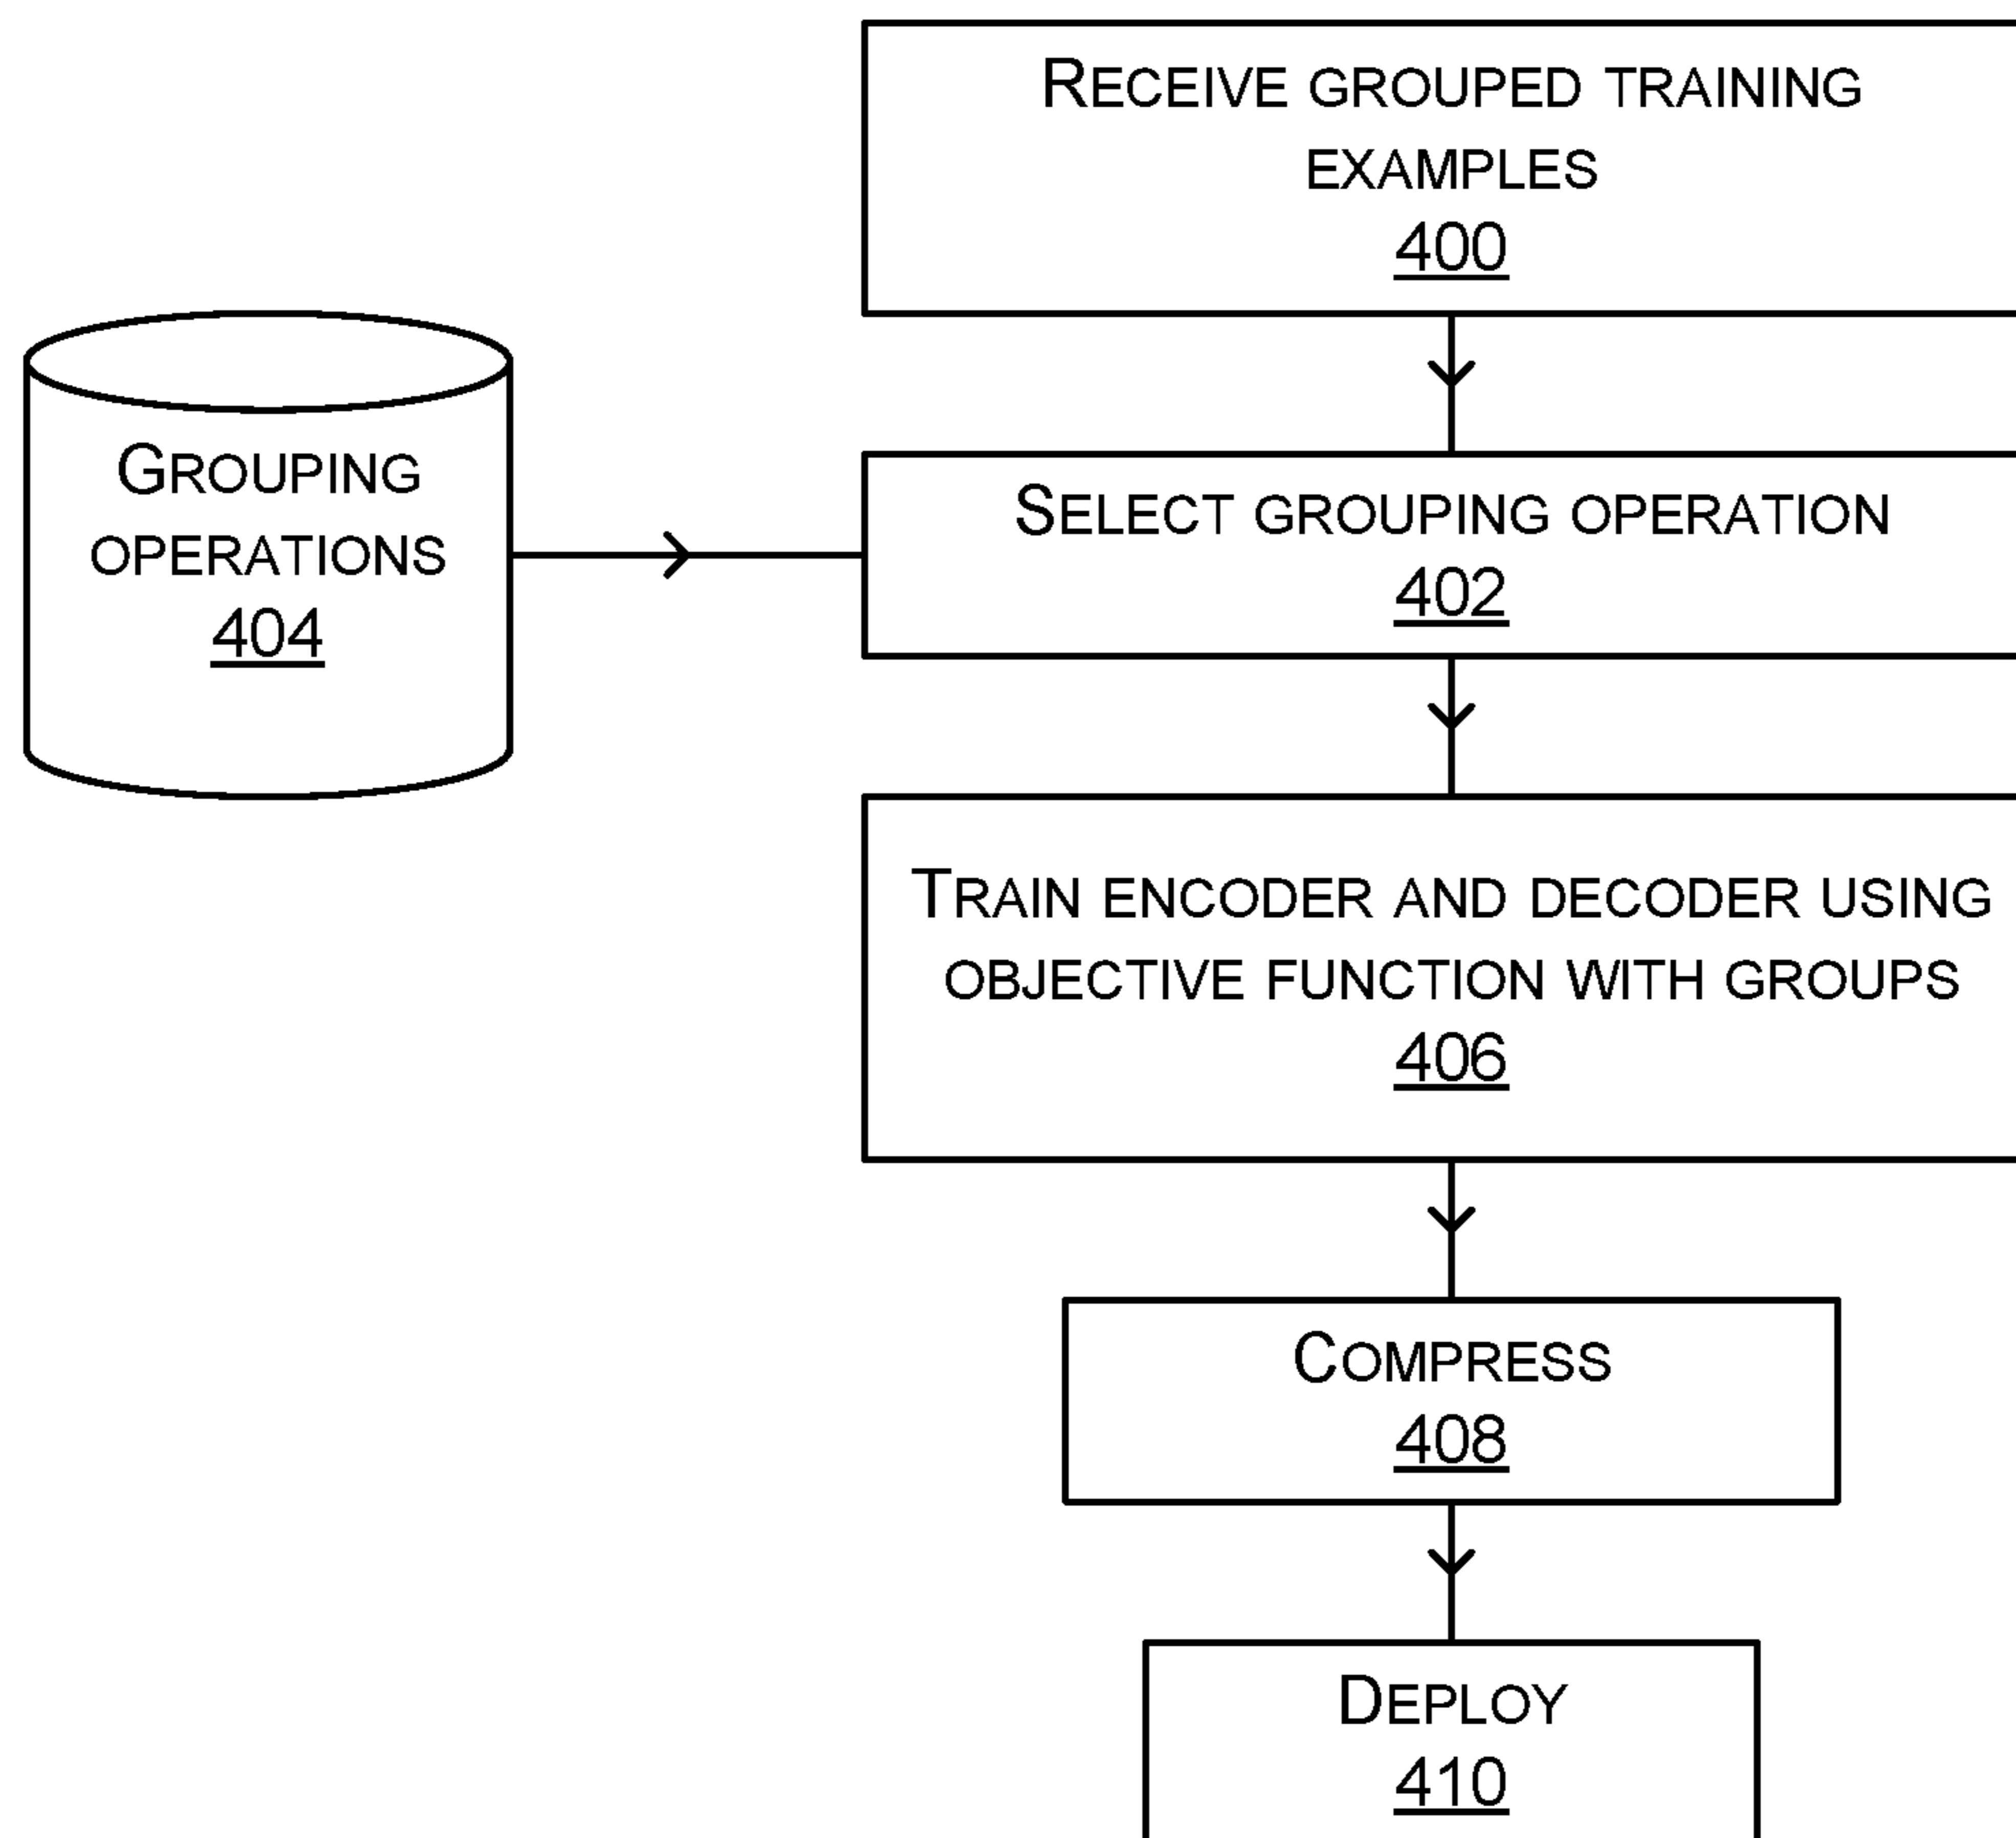 RECEIVE GROUPED TRAINING
EXAMPLES
400
GROUPING
OPERATIONS
404
SELECT GROUPING OPERATION
402
TRAIN ENCODER AND DECODER USING
OBJECTIVE FUNCTION WITH GROUPS
406
COMPRESS
408
DEPLOY
410